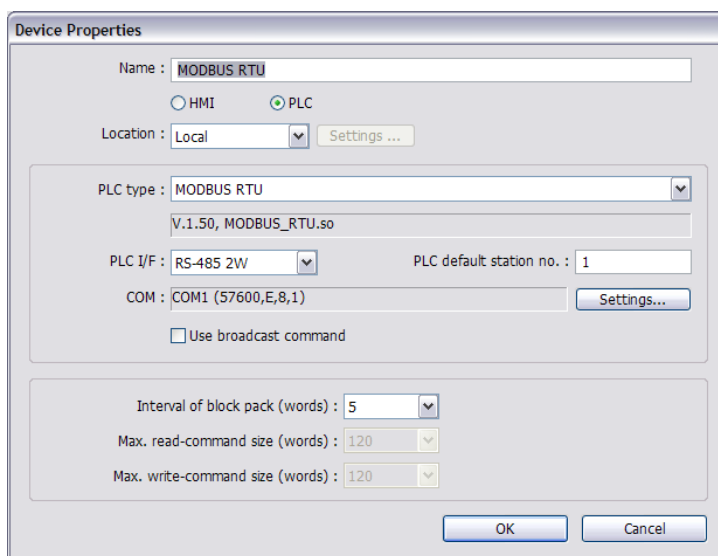 Device Properties
Name : MODBUS RTU
HMI PLC
Location : Local Settings ...
PLC type : MODBUS RTU
V.1.50, MODBUS_RTU.so
PLC I/F : RS-485 2W PLC default station no. : 1
COM : COM1 (57600,E,8,1) Settings...
Use broadcast command
Interval of block pack (words) : 5
Max. read-command size (words) : 120
Max. write-command size (words) : 120
OK Cancel